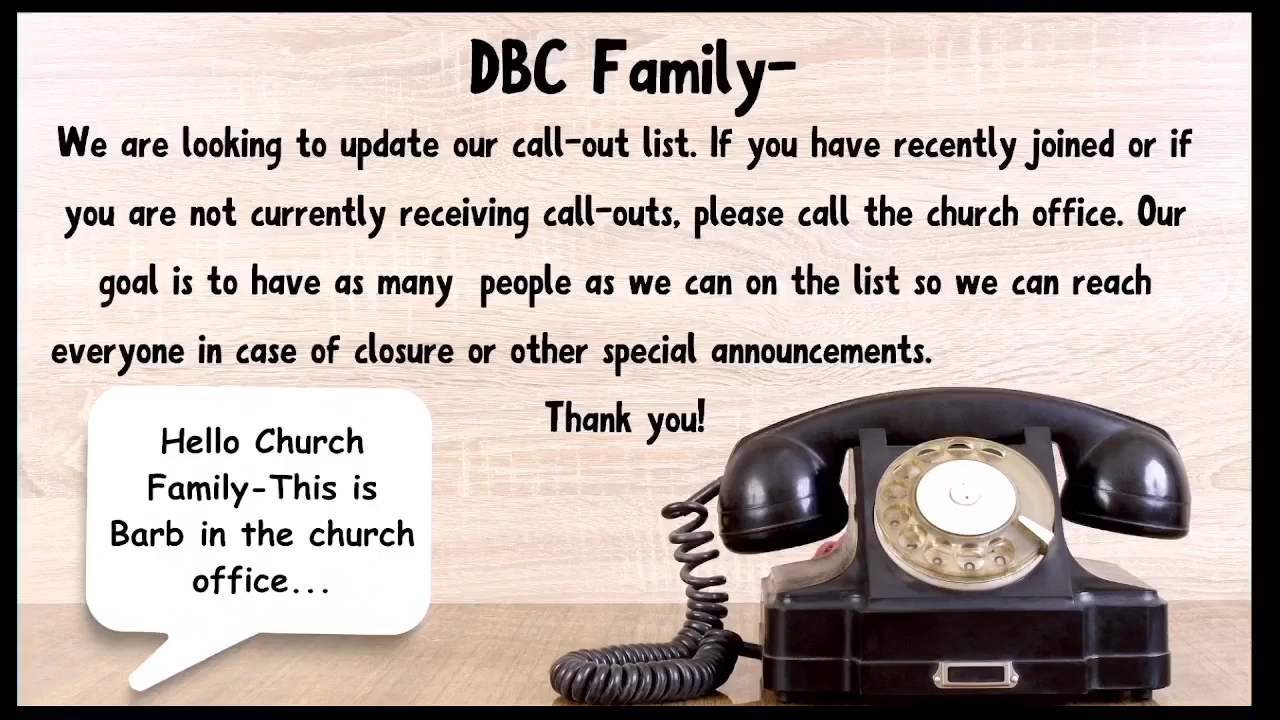 DBC Family-
We are looking to update our call-out list. If you have recently joined or if
you are not currently receiving call-outs, please call the church office. Our
goal is to have as many people as we can on the list so we can reach
everyone in case of closure or other special announcements.
Thank you!
Hello Church
Family-This is
Barb in the church
office...